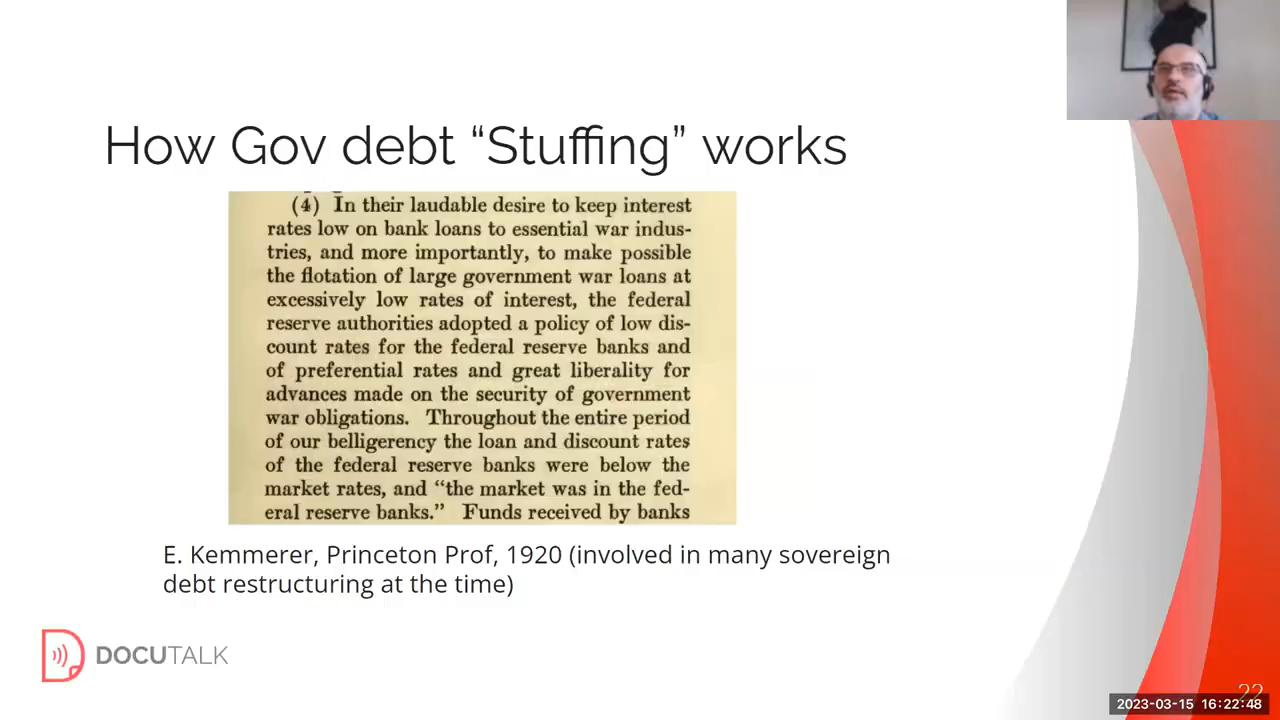 How Gov debt “Stuffing” works
(4) In their laudable desire to keep interest
rates low on bank loans to essential war indus-
tries, and more importantly, to make possible
the flotation of large government war loans at
excessively low rates of interest, the federal
reserve authorities adopted a policy of low dis-
count rates for the federal reserve banks and
of preferential rates and great liberality for
advances made on the security of government
war obligations. Throughout the entire period
of our belligerency the loan and discount rates
of the federal reserve banks were below the
market rates, and “the market was in the fed-
eral reserve banks.” Funds received by banks
E. Kemmerer, Princeton Prof, 1920 (involved in many sovereign
debt restructuring at the time)
DOCUTALK
22
2023-03-15 16:22:48